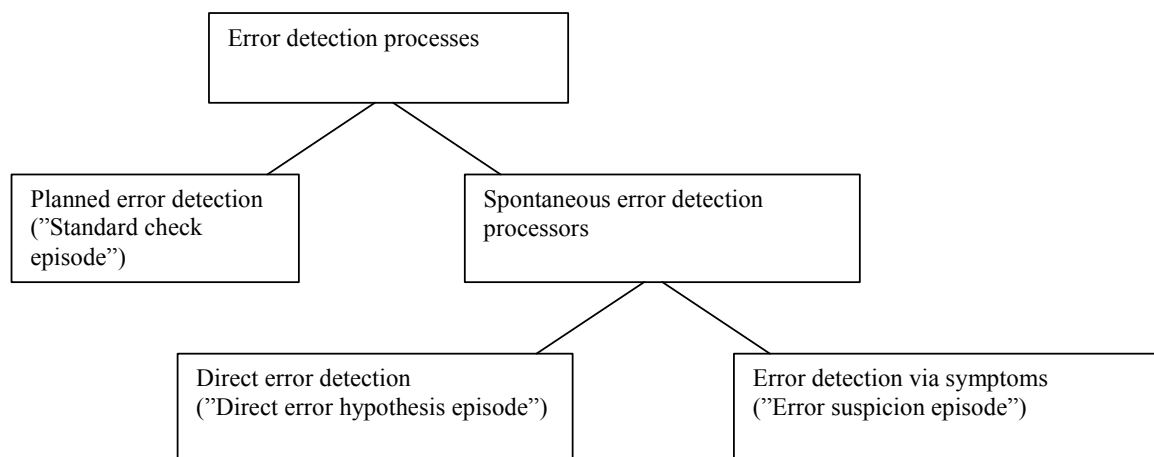 Error detection processes
Planned error detection
(”Standard check
episode”)
Spontaneous error detection
processors
Direct error detection
(”Direct error hypothesis episode”)
Error detection via symptoms
(”Error suspicion episode”)